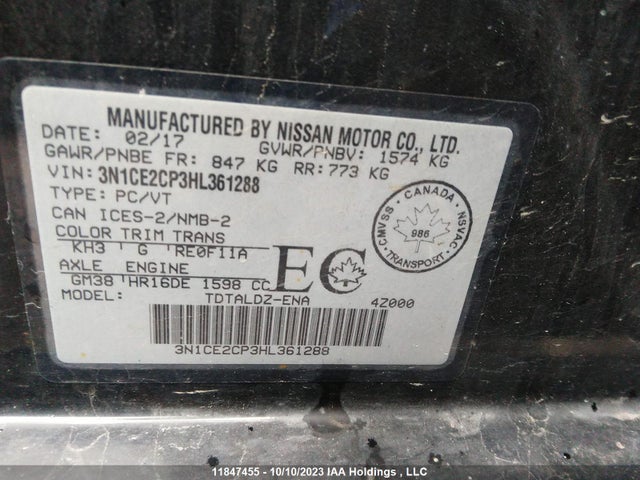 MANUFACTURED BY NISSAN MOTOR CO., LTD.
DATE: 02/17 GVWR/PNBV: 1574 KG
GAWR/PNBE FR: 847 KG RR: 773 KG
VIN: 3N1CE2CP3HL361288
TYPE: PC/VT
CAN ICES-2/NMB-2
COLOR TRIM TRANS
KH3 ' G ' RE0F11A
AXLE ENGINE
GM38 ' HR16DE 1598 CC
MODEL: TDTALDZ-ENA 4Z000
EC
CMVSS - CANADA - NSVAC
986
TRANSPORT
3N1CE2CP3HL361288
11847455 - 10/10/2023 IAA Holdings , LLC